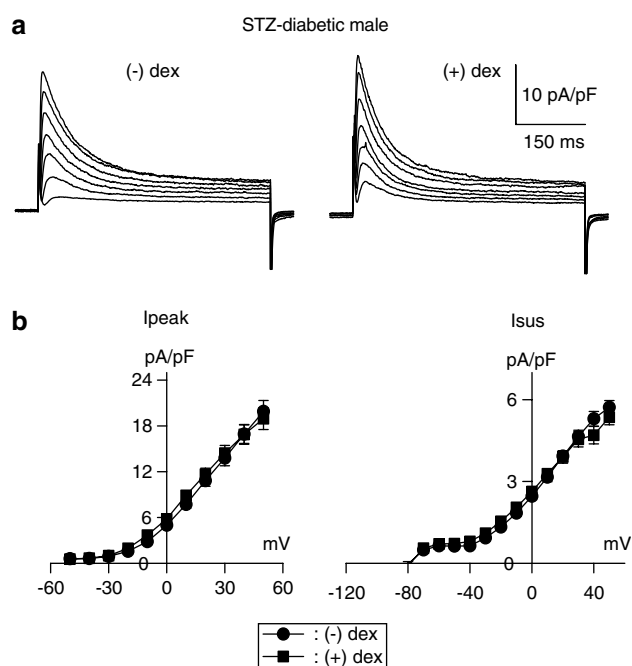 a
STZ-diabetic male
(-) dex
(+) dex
10 pA/pF
150 ms
b
Ipeak
pA/pF
24
18
12
6
0
mV
-60 -30 0 30 60
Isus
pA/pF
6
3
0
mV
-120 -80 -40 0 40
: (-) dex
: (+) dex